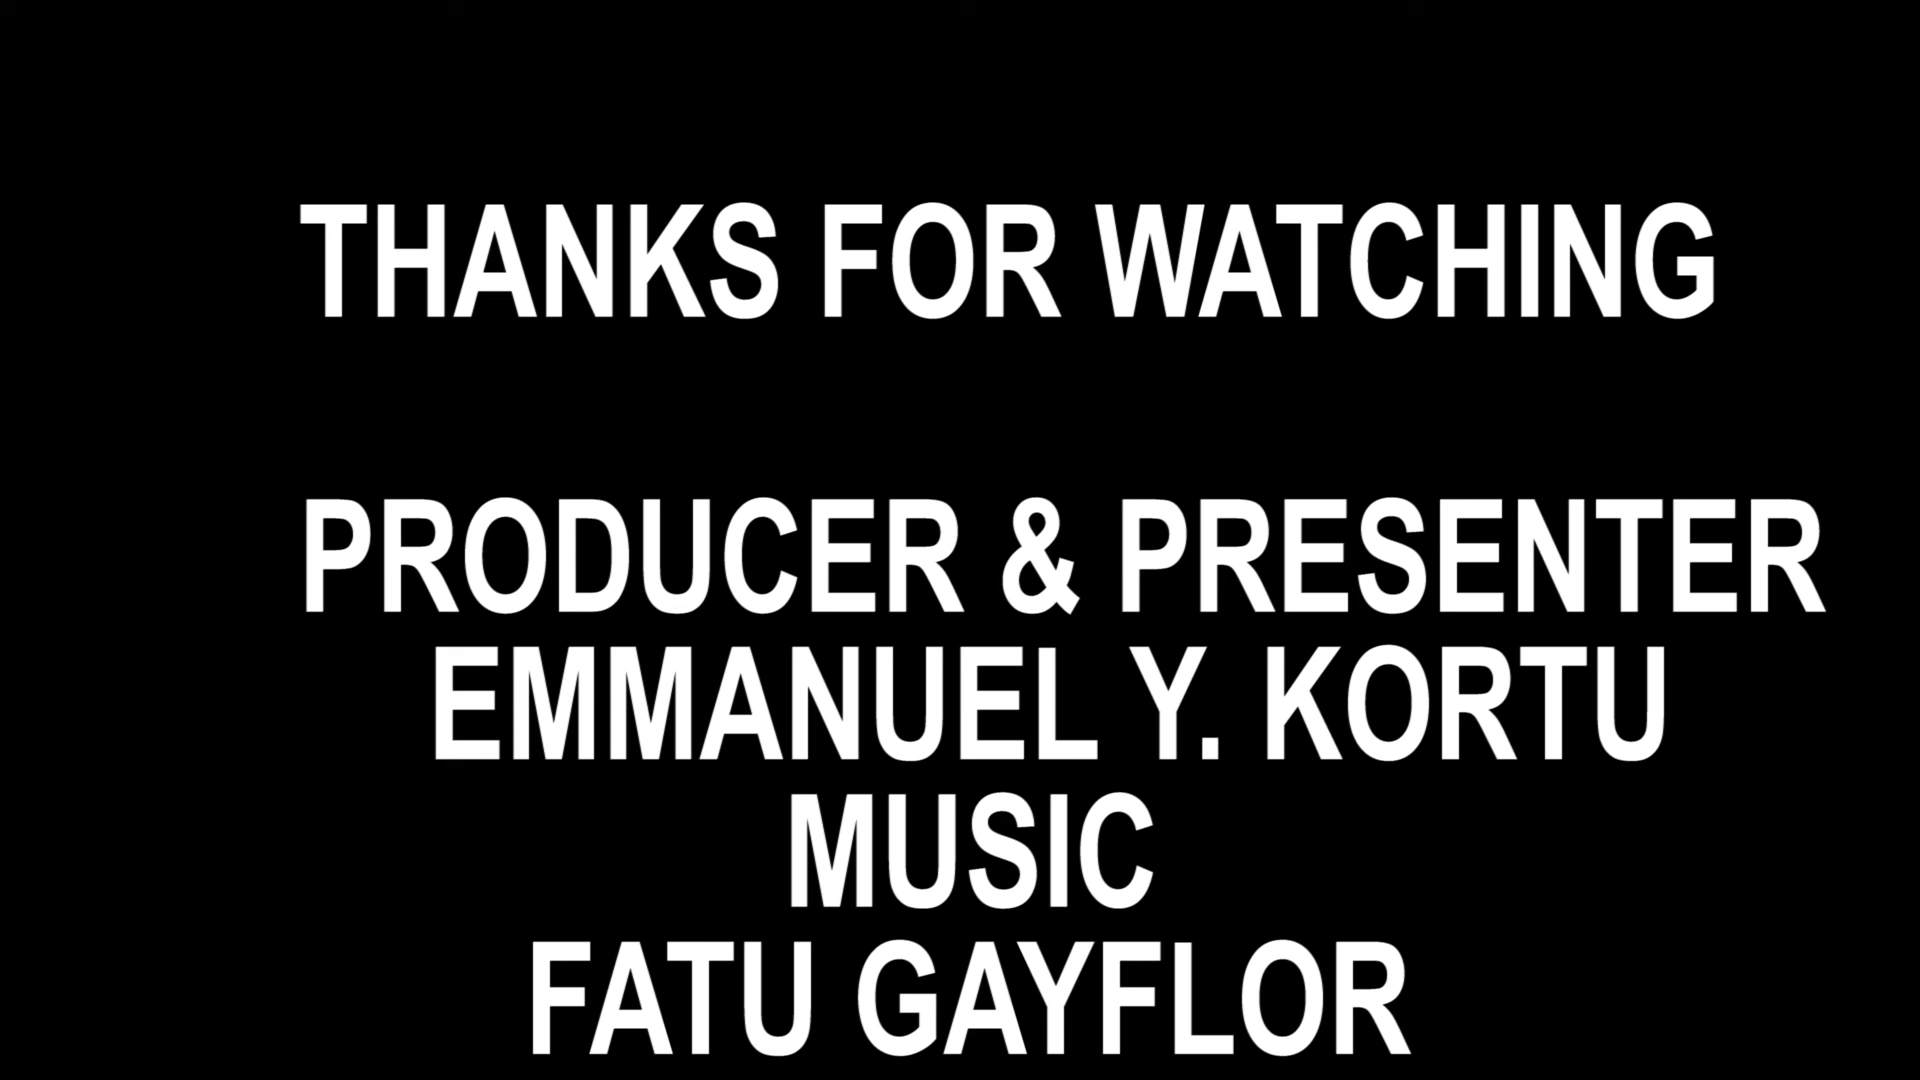 THANKS FOR WATCHING
PRODUCER & PRESENTER
EMMANUEL Y. KORTU
MUSIC
FATU GAYFLOR